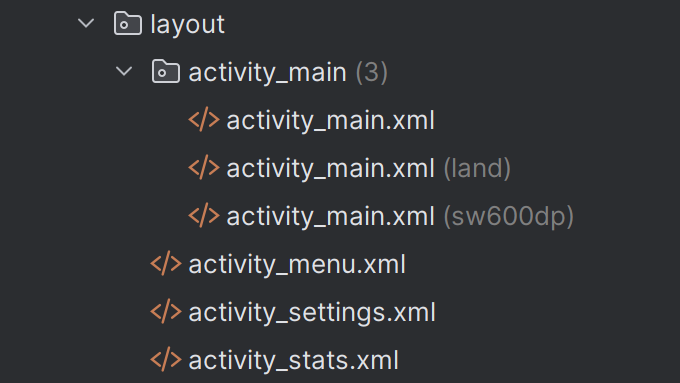 layout
activity_main (3)
activity_main.xml
activity_main.xml (land)
activity_main.xml (sw600dp)
activity_menu.xml
activity_settings.xml
activity_stats.xml